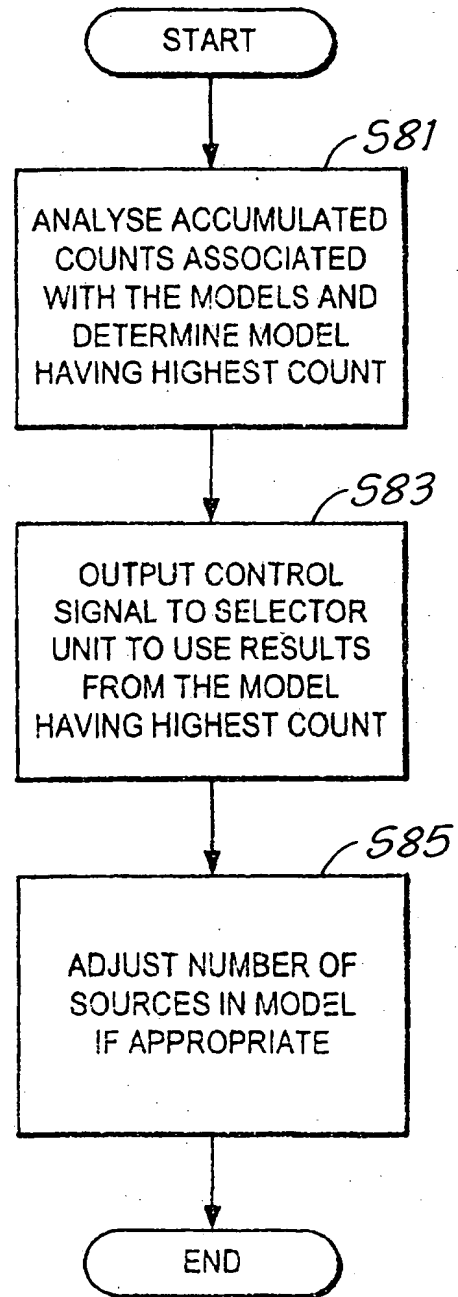 START
S81
ANALYSE ACCUMULATED
COUNTS ASSOCIATED
WITH THE MODELS AND
DETERMINE MODEL
HAVING HIGHEST COUNT
S83
OUTPUT CONTROL
SIGNAL TO SELECTOR
UNIT TO USE RESULTS
FROM THE MODEL
HAVING HIGHEST COUNT
S85
ADJUST NUMBER OF
SOURCES IN MODEL
IF APPROPRIATE
END